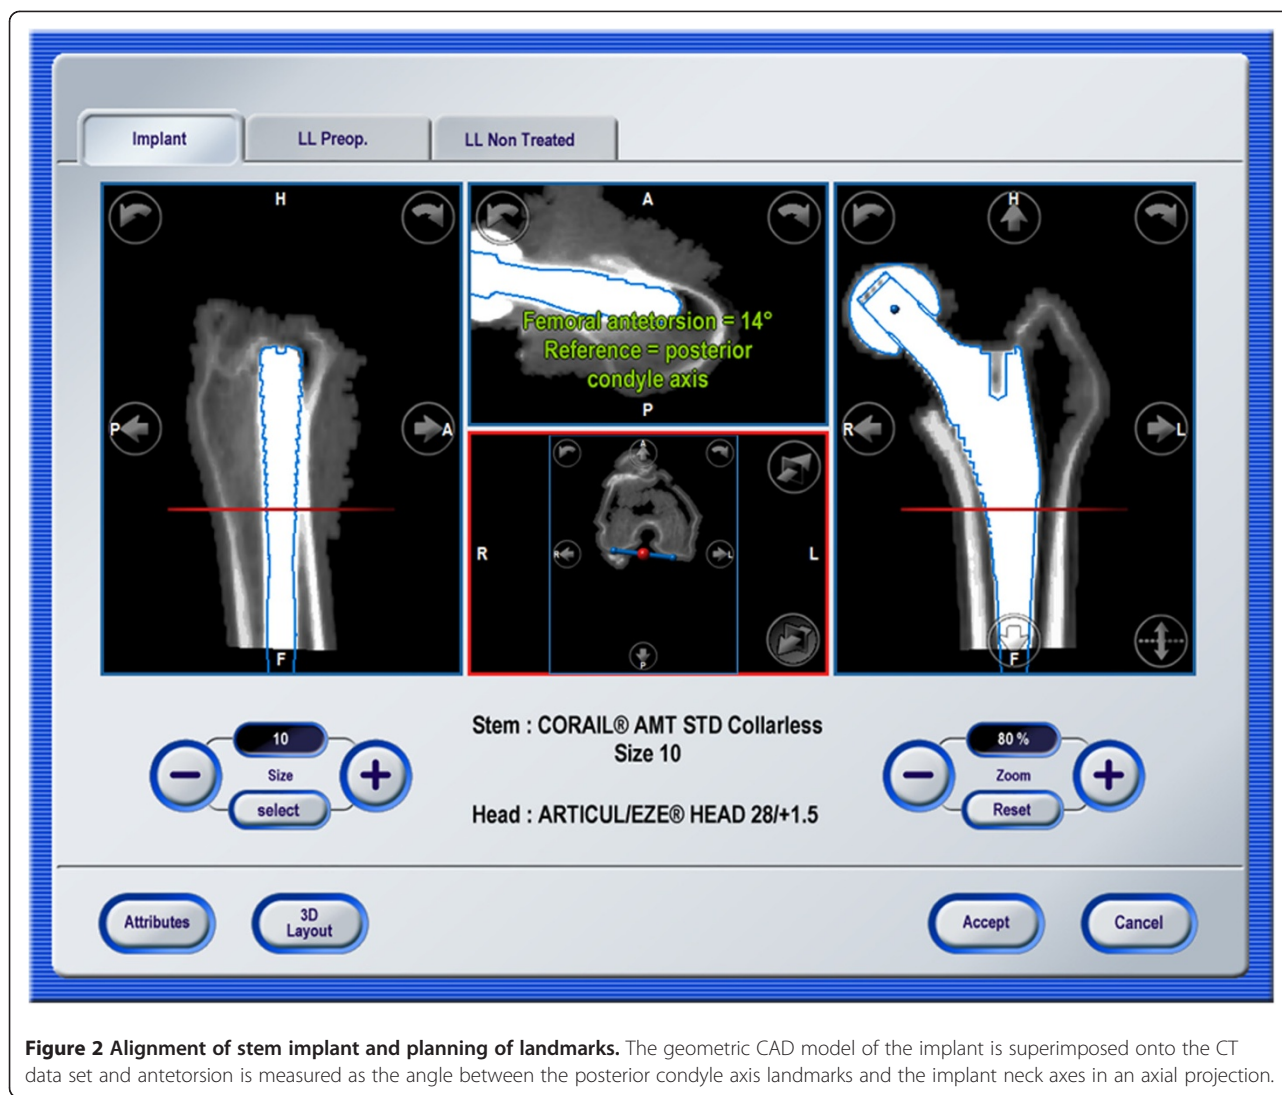 Implant
LL Preop.
LL Non Treated
H
P
A
F
A
Femoral antetorsion = 14°
Reference = posterior
condyle axis
P
R
A
R
L
P
L
H
R
L
F
10
Size
select
Stem : CORAIL® AMT STD Collarless
Size 10
Head : ARTICUL/EZE® HEAD 28/+1.5
80 %
Zoom
Reset
Attributes
3D
Layout
Accept
Cancel
Figure 2 Alignment of stem implant and planning of landmarks. The geometric CAD model of the implant is superimposed onto the CT
data set and antetorsion is measured as the angle between the posterior condyle axis landmarks and the implant neck axes in an axial projection.